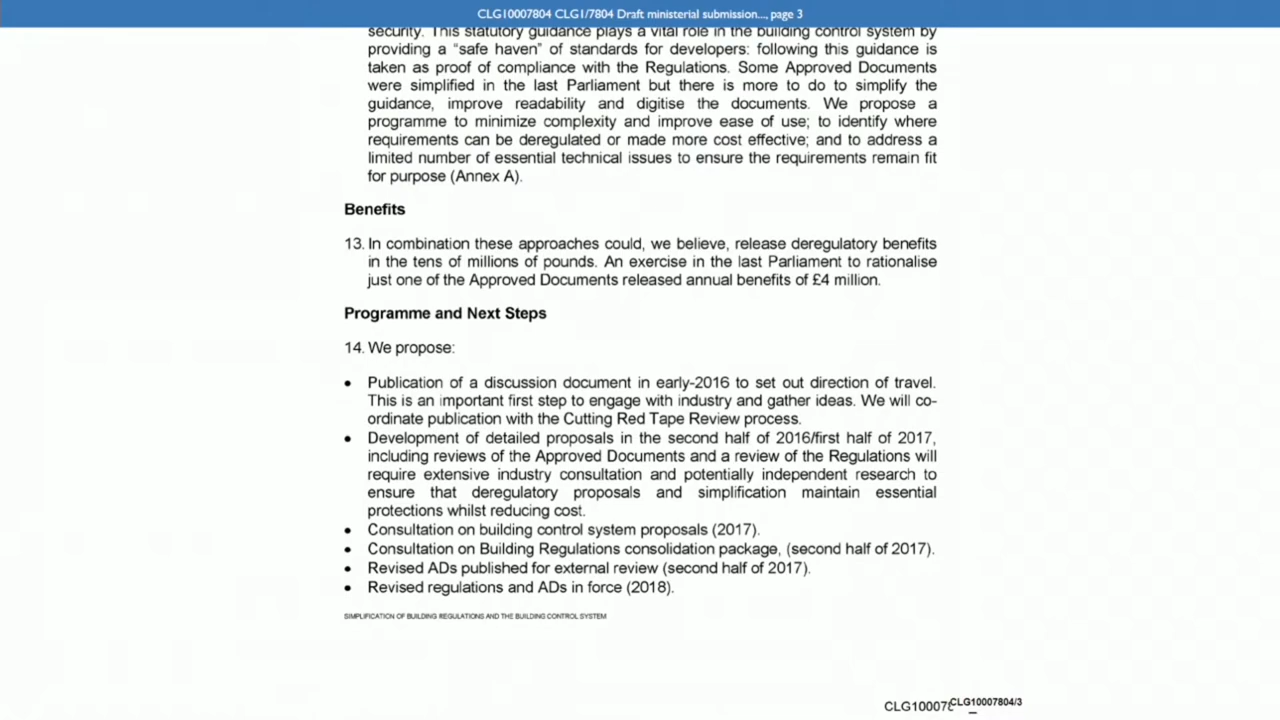 CLG10007804 CLG1/7804 Draft ministerial submission..., page 3
security. This statutory guidance plays a vital role in the building control system by
providing a “safe haven” of standards for developers: following this guidance is
taken as proof of compliance with the Regulations. Some Approved Documents
were simplified in the last Parliament but there is more to do to simplify the
guidance, improve readability and digitise the documents. We propose a
programme to minimize complexity and improve ease of use; to identify where
requirements can be deregulated or made more cost effective; and to address a
limited number of essential technical issues to ensure the requirements remain fit
for purpose (Annex A).
Benefits
13. In combination these approaches could, we believe, release deregulatory benefits
in the tens of millions of pounds. An exercise in the last Parliament to rationalise
just one of the Approved Documents released annual benefits of £4 million.
Programme and Next Steps
14. We propose:
• Publication of a discussion document in early-2016 to set out direction of travel.
This is an important first step to engage with industry and gather ideas. We will co-
ordinate publication with the Cutting Red Tape Review process.
• Development of detailed proposals in the second half of 2016/first half of 2017,
including reviews of the Approved Documents and a review of the Regulations will
require extensive industry consultation and potentially independent research to
ensure that deregulatory proposals and simplification maintain essential
protections whilst reducing cost.
• Consultation on building control system proposals (2017).
• Consultation on Building Regulations consolidation package, (second half of 2017).
• Revised ADs published for external review (second half of 2017).
• Revised regulations and ADs in force (2018).
SIMPLIFICATION OF BUILDING REGULATIONS AND THE BUILDING CONTROL SYSTEM
CLG10007804/3